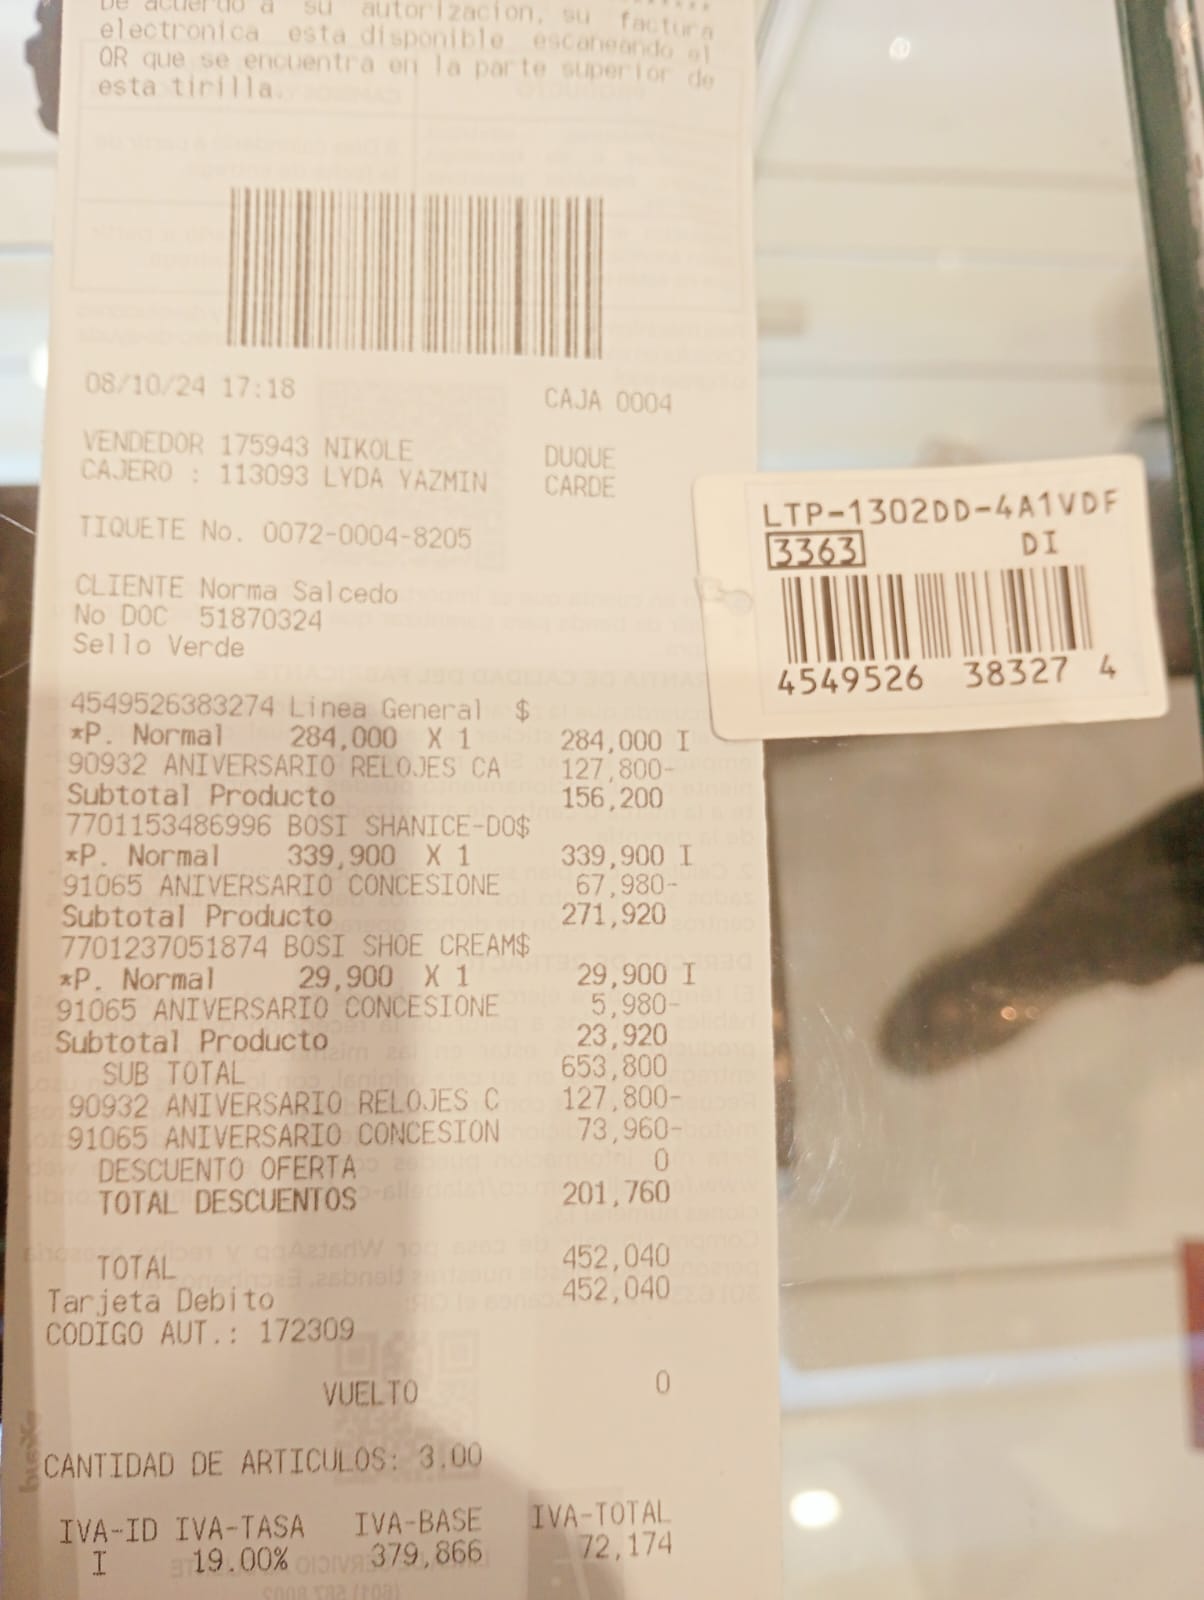 De acuerdo a su autorizacion, su factura
electronica esta disponible escaneando el
QR que se encuentra en la parte superior de
esta tirilla.
08/10/24 17:18 CAJA 0004
VENDEDOR 175943 NIKOLE DUQUE
CAJERO : 113093 LYDA YAZMIN CARDE
TIQUETE No. 0072-0004-8205
CLIENTE Norma Salcedo
No DOC 51870324
Sello Verde
4549526383274 Linea General $
*P. Normal 284,000 X 1 284,000 I
90932 ANIVERSARIO RELOJES CA 127,800-
Subtotal Producto 156,200
7701153486996 BOSI SHANICE-DO$
*P. Normal 339,900 X 1 339,900 I
91065 ANIVERSARIO CONCESIONE 67,980-
Subtotal Producto 271,920
7701237051874 BOSI SHOE CREAM$
*P. Normal 29,900 X 1 29,900 I
91065 ANIVERSARIO CONCESIONE 5,980-
Subtotal Producto 23,920
SUB TOTAL 653,800
90932 ANIVERSARIO RELOJES C 127,800-
91065 ANIVERSARIO CONCESION 73,960-
DESCUENTO OFERTA 0
TOTAL DESCUENTOS 201,760
TOTAL 452,040
Tarjeta Debito 452,040
CODIGO AUT.: 172309
VUELTO 0
CANTIDAD DE ARTICULOS: 3.00
IVA-ID IVA-TASA IVA-BASE IVA-TOTAL
I 19.00% 379,866 72,174
LTP-1302DD-4A1VDF
3363 DI
4549526 38327 4